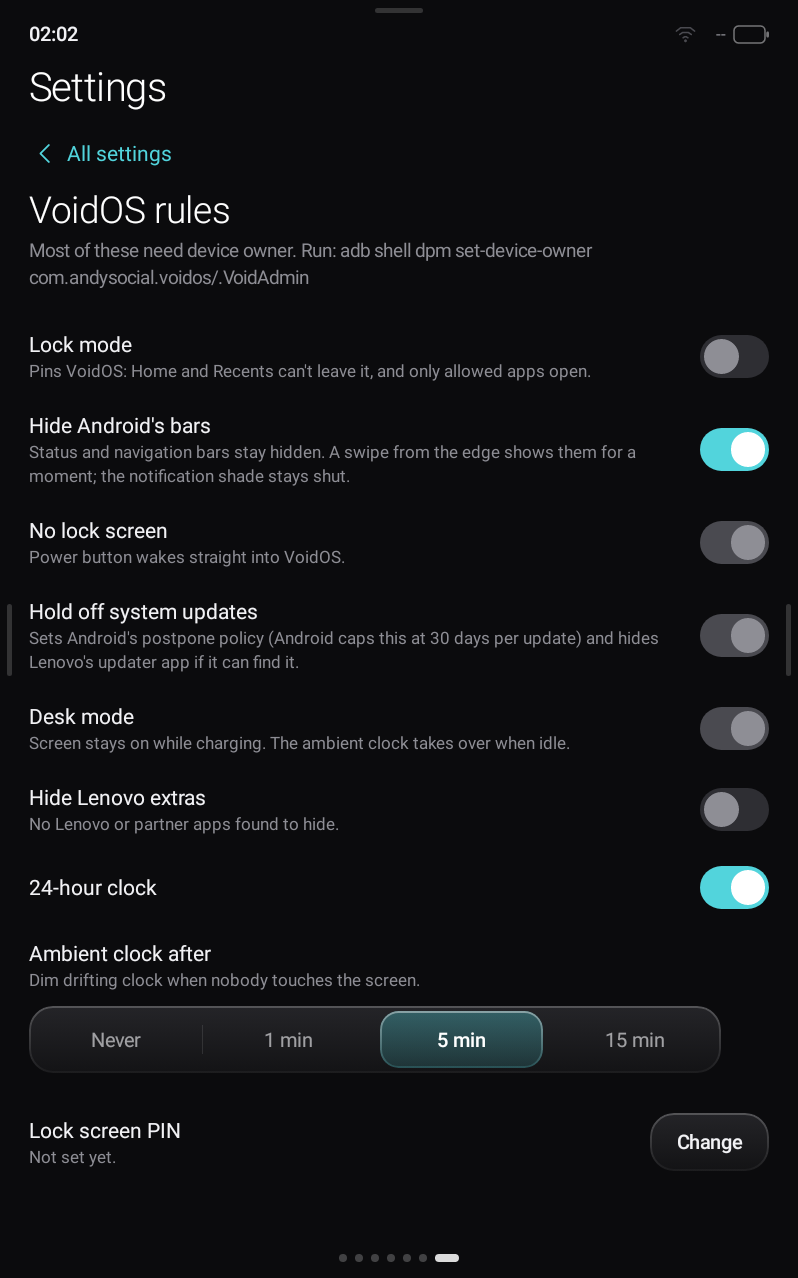 02:02
--
Settings
All settings
VoidOS rules
Most of these need device owner. Run: adb shell dpm set-device-owner
com.andysocial.voidos/.VoidAdmin
Lock mode
Pins VoidOS: Home and Recents can't leave it, and only allowed apps open.
Hide Android's bars
Status and navigation bars stay hidden. A swipe from the edge shows them for a
moment; the notification shade stays shut.
No lock screen
Power button wakes straight into VoidOS.
Hold off system updates
Sets Android's postpone policy (Android caps this at 30 days per update) and hides
Lenovo's updater app if it can find it.
Desk mode
Screen stays on while charging. The ambient clock takes over when idle.
Hide Lenovo extras
No Lenovo or partner apps found to hide.
24-hour clock
Ambient clock after
Dim drifting clock when nobody touches the screen.
Never 1 min 5 min 15 min
Lock screen PIN
Not set yet.
Change